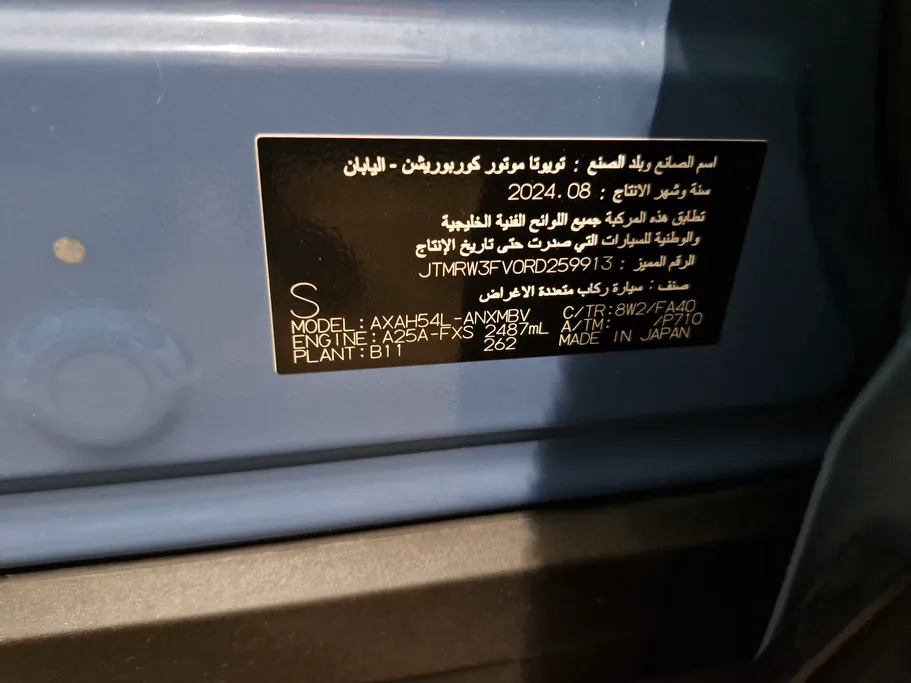 اسم الصانع وبلد الصنع : تويوتا موتور كوربوريشن - اليابان
سنة وشهر الانتاج : 2024.08
تطابق هذه المركبة جميع اللوائح الفنية الخليجية
والوطنية للسيارات التي صدرت حتى تاريخ الإنتاج
الرقم المميز : JTMRW3FV0RD259913
صنف : سيارة ركاب متعددة الاغراض
S
MODEL:AXAH54L-ANXMBV C/TR:8W2/FA40
ENGINE:A25A-FXS 2487mL A/TM: /P710
PLANT:B11 262 MADE IN JAPAN